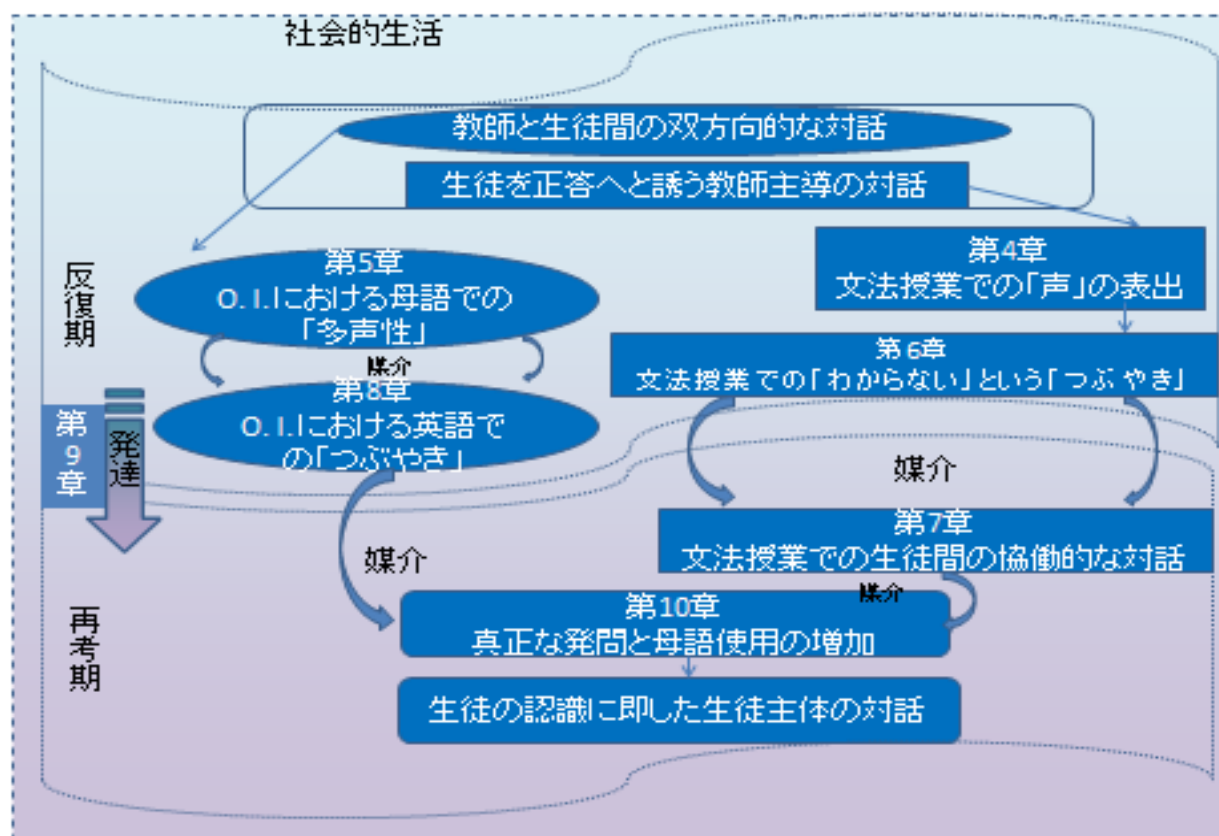 社会的生活
教師と生徒間の双方向的な対話
生徒を正答へと誘う教師主導の対話
反復期
第5章
O. I.における母語での
「多声性」
第4章
文法授業での「声」の表出
媒介
第6章
文法授業での「わからない」という「つぶやき」
第8章
O. I.における英語で
の「つぶやき」
第9章
発達
媒介
第7章
文法授業での生徒間の協働的な対話
媒介
媒介
再考期
第10章
真正な発問と母語使用の増加
生徒の認識に即した生徒主体の対話